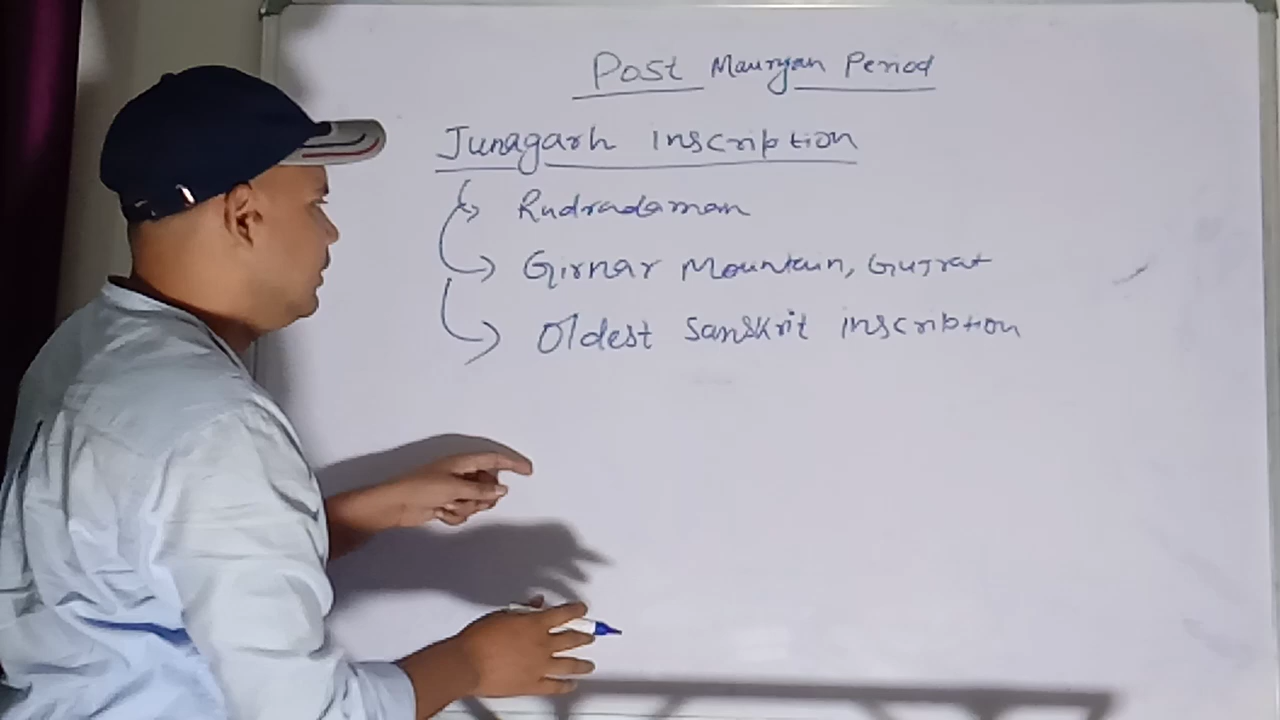 Post Mauryan Period
Junagarh inscription
Rudradaman
Girnar Mountain, Gujrat
Oldest Sanskrit inscription